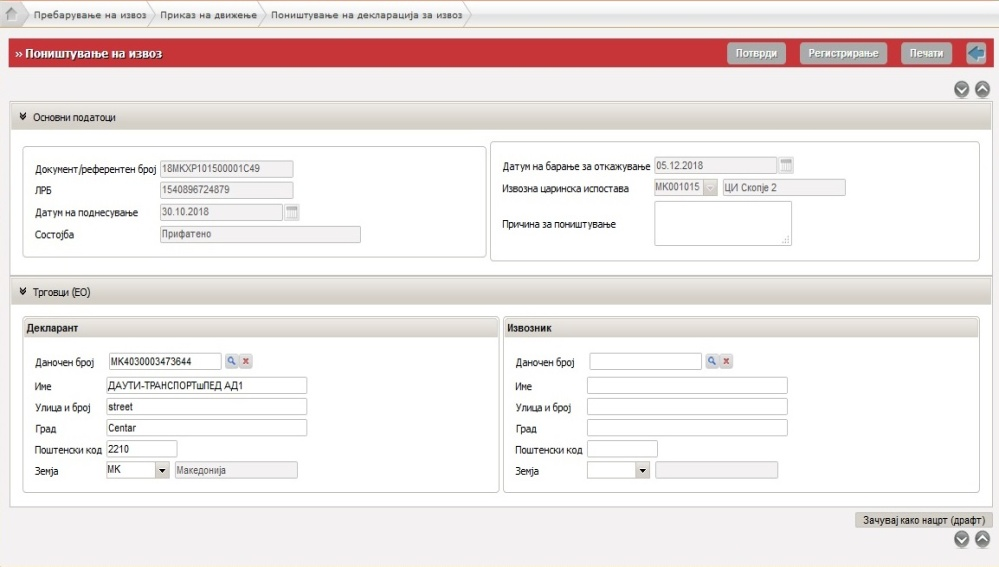 Пребарување на извоз Приказ на движење Поништување на декларација за извоз
» Поништување на извоз Потврди Регистрирање Печати
Основни податоци
Документ/референтен број 18MKXP101500001C49
ЛРБ 1540896724879
Датум на поднесување 30.10.2018
Состојба Прифатено
Датум на барање за откажување 05.12.2018
Извозна царинска испостава MK001015 ЦИ Скопје 2
Причина за поништување
Трговци (ЕО)
Декларант
Даночен број MK4030003473644
Име ДАУТИ-ТРАНСПОРТшПЕД АД1
Улица и број street
Град Centar
Поштенски код 2210
Земја MK Македонија
Извозник
Даночен број
Име
Улица и број
Град
Поштенски код
Земја
Зачувај како нацрт (драфт)